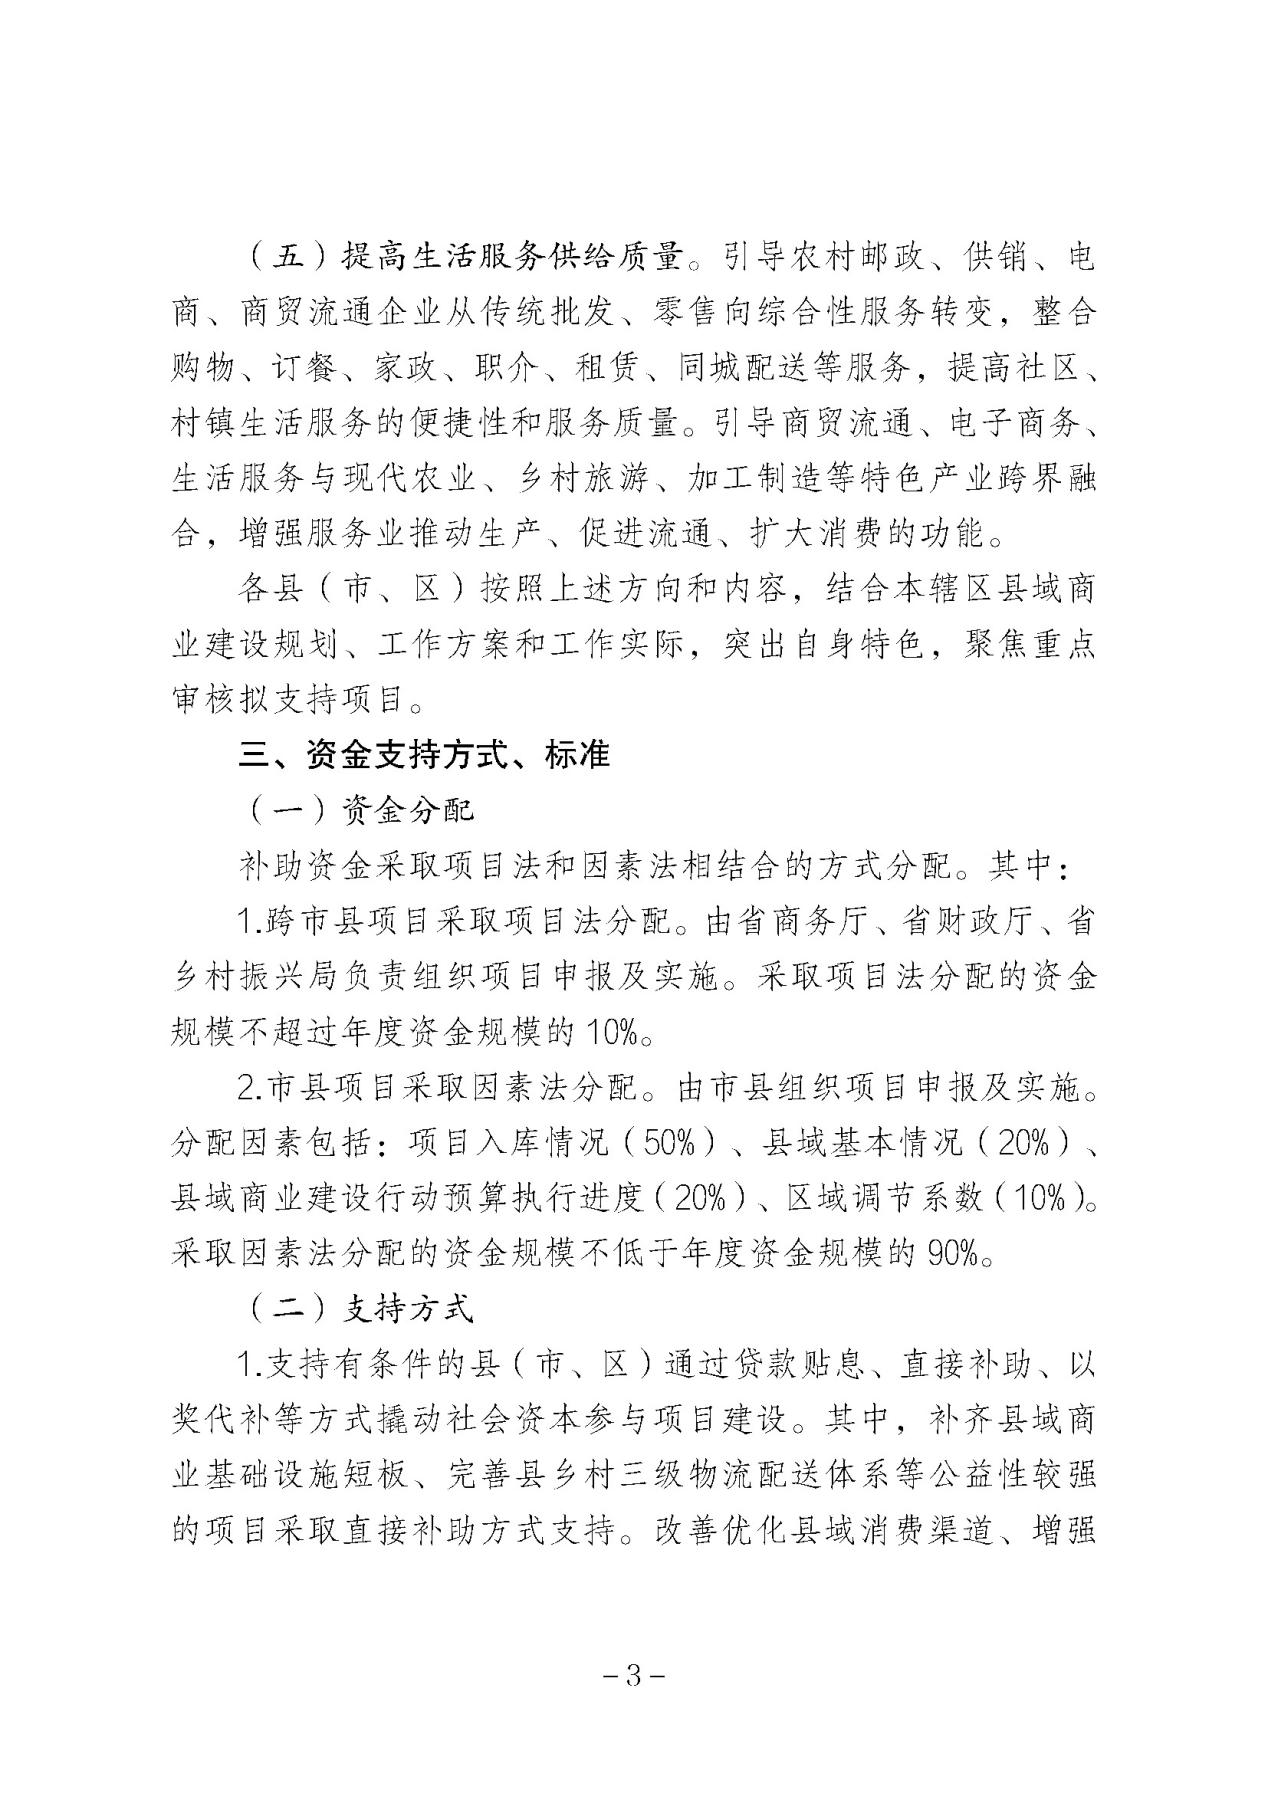 （五）提高生活服务供给质量。引导农村邮政、供销、电
商、商贸流通企业从传统批发、零售向综合性服务转变，整合
购物、订餐、家政、职介、租赁、同城配送等服务，提高社区、
村镇生活服务的便捷性和服务质量。引导商贸流通、电子商务、
生活服务与现代农业、乡村旅游、加工制造等特色产业跨界融
合，增强服务业推动生产、促进流通、扩大消费的功能。
各县（市、区）按照上述方向和内容，结合本辖区县域商
业建设规划、工作方案和工作实际，突出自身特色，聚焦重点
审核拟支持项目。
三、资金支持方式、标准
（一）资金分配
补助资金采取项目法和因素法相结合的方式分配。其中：
1.跨市县项目采取项目法分配。由省商务厅、省财政厅、省
乡村振兴局负责组织项目申报及实施。采取项目法分配的资金
规模不超过年度资金规模的10%。
2.市县项目采取因素法分配。由市县组织项目申报及实施。
分配因素包括：项目入库情况（50%）、县域基本情况（20%）、
县域商业建设行动预算执行进度（20%）、区域调节系数（10%）。
采取因素法分配的资金规模不低于年度资金规模的90%。
（二）支持方式
1.支持有条件的县（市、区）通过贷款贴息、直接补助、以
奖代补等方式撬动社会资本参与项目建设。其中，补齐县域商
业基础设施短板、完善县乡村三级物流配送体系等公益性较强
的项目采取直接补助方式支持。改善优化县域消费渠道、增强
-3-